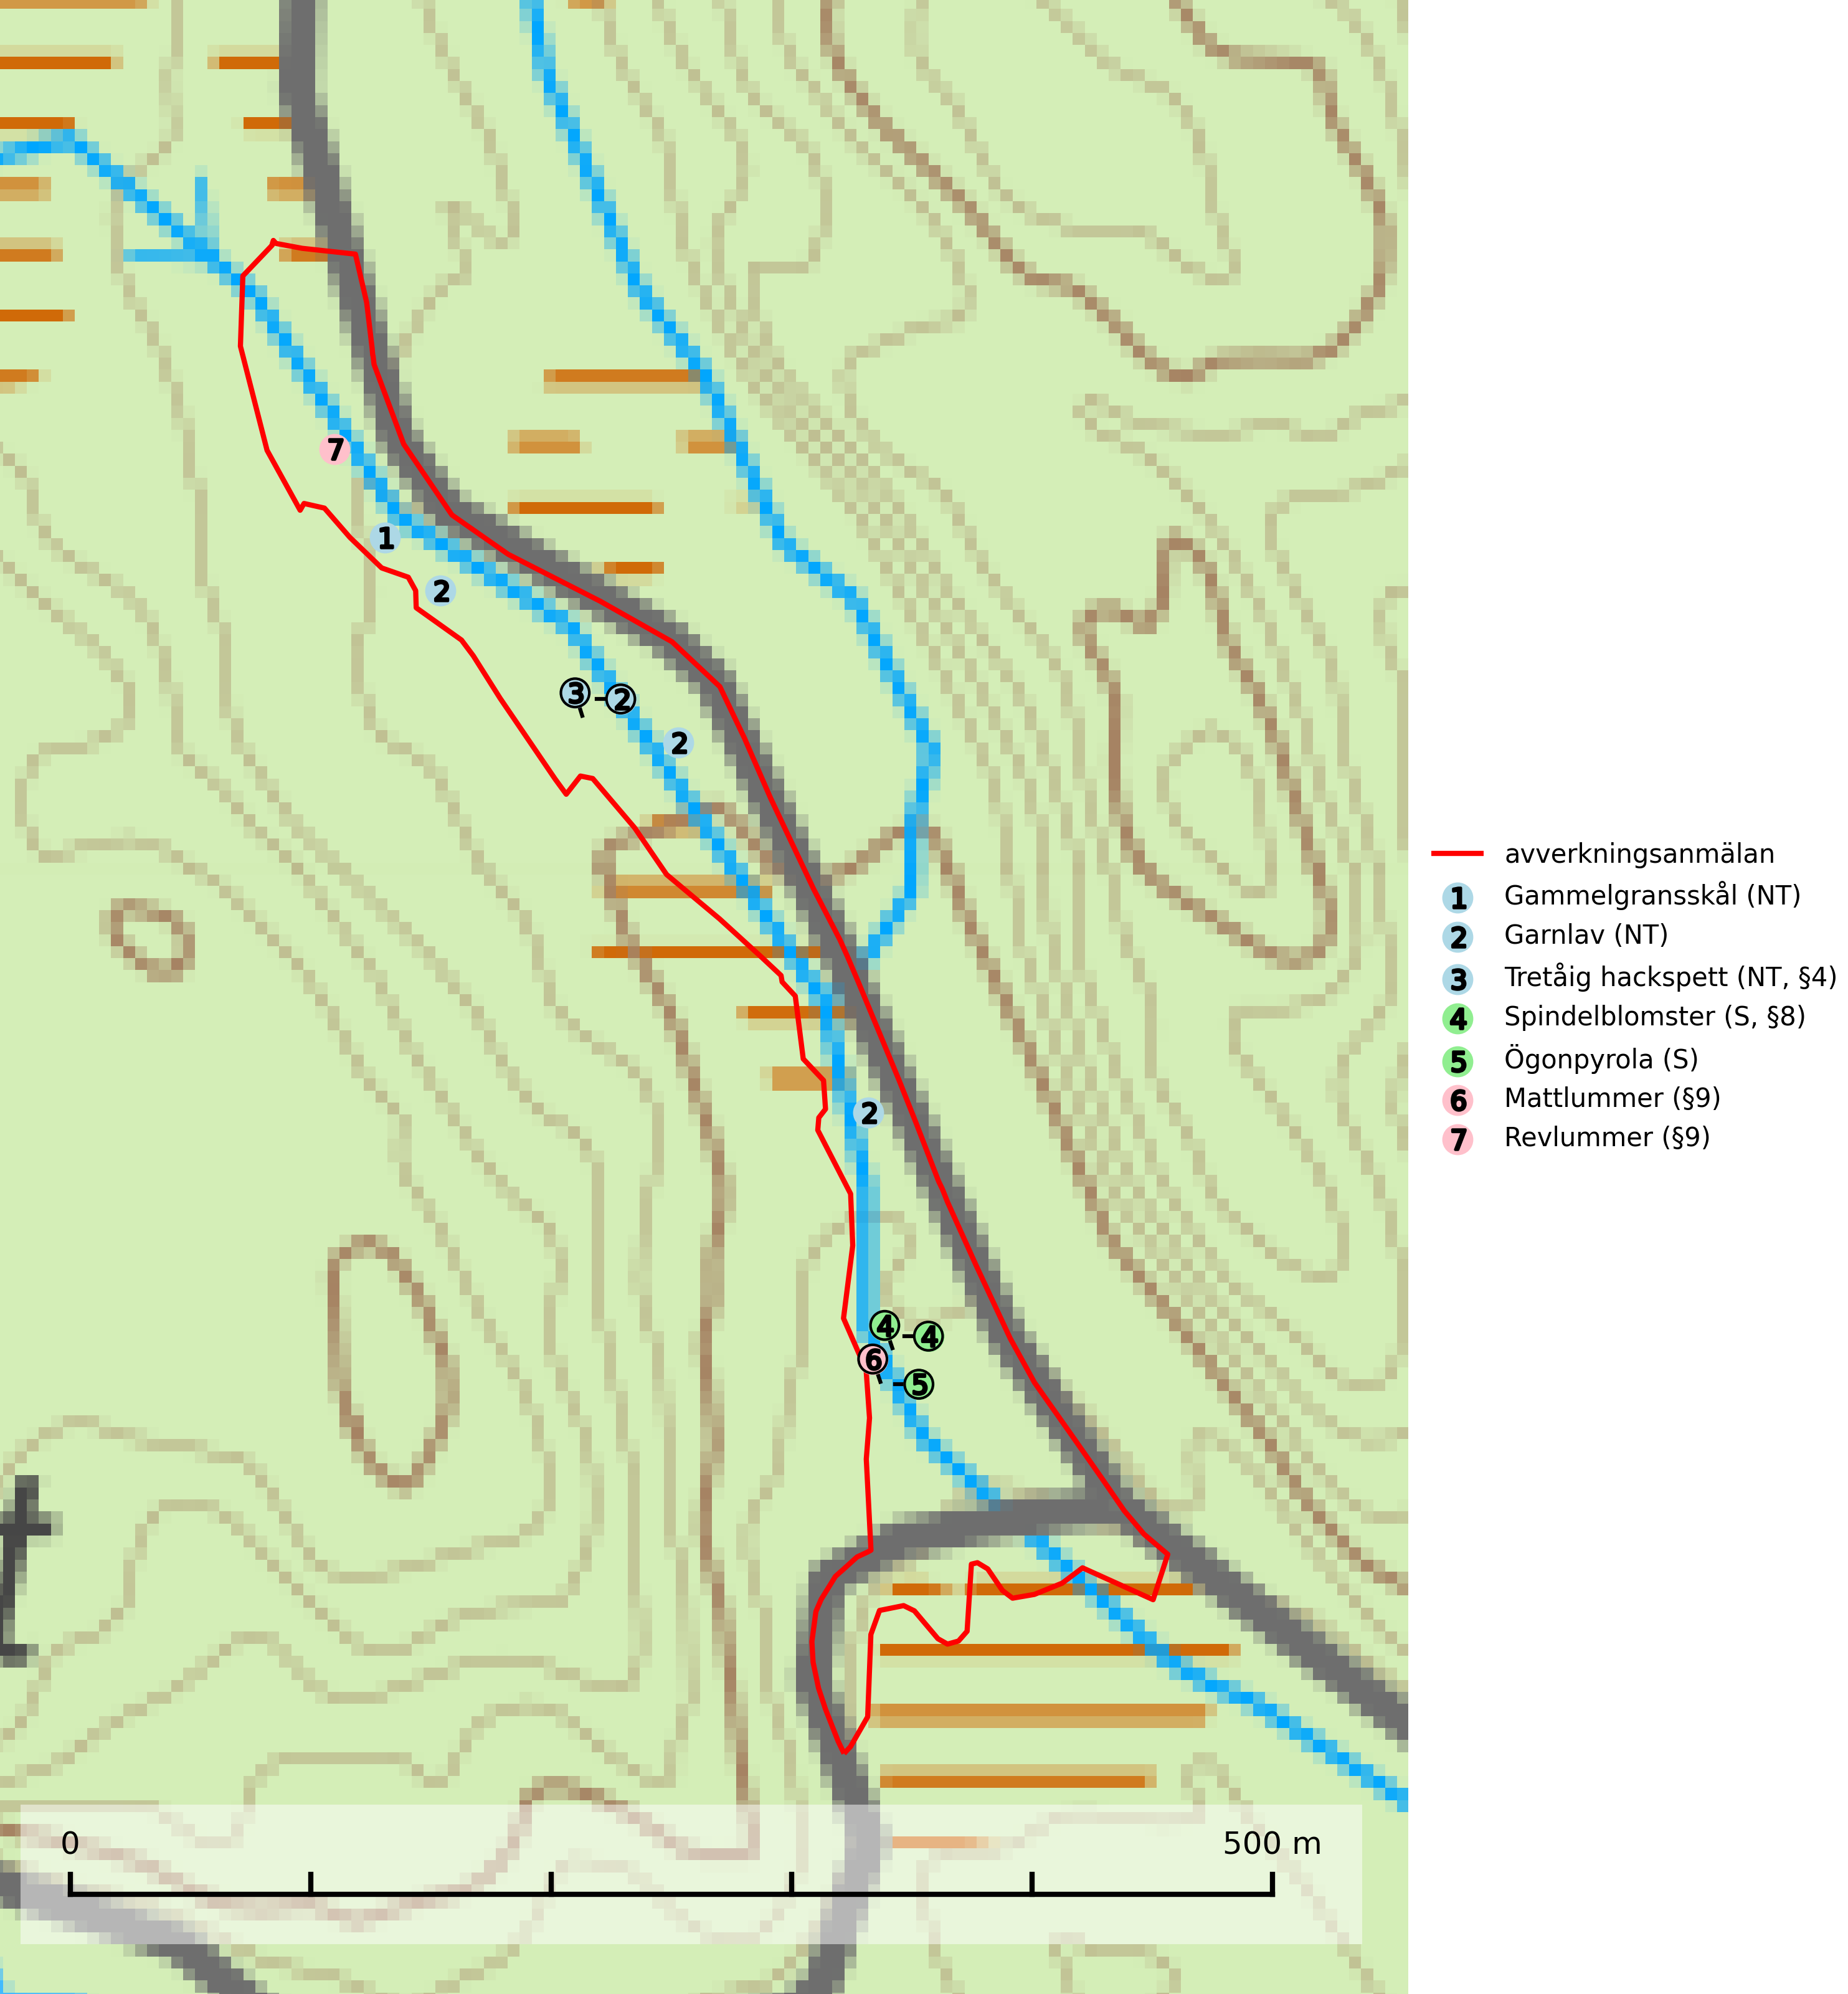 7
1
2
3
2
2
2
4
4
6
5
avverkningsanmälan
1 Gammelgransskål (NT)
2 Garnlav (NT)
3 Tretåig hackspett (NT, §4)
4 Spindelblomster (S, §8)
5 Ögonpyrola (S)
6 Mattlummer (§9)
7 Revlummer (§9)
0 500 m